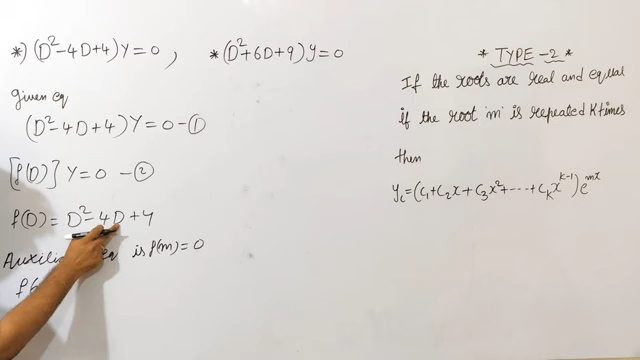 *) (D²-4D+4)Y=0, * (D²+6D+9)Y=0
Given eq
(D²-4D+4)Y=0-①
[f(D)] Y=0 -②
f(D)= D²-4D+4
is f(m)=0
* TYPE-2 *
If the roots are real and equal
if the root 'm' is repeated K times
then
y_c=(c₁+c₂x+c₃x²+---+c_k x^{k-1}) e^{mx}